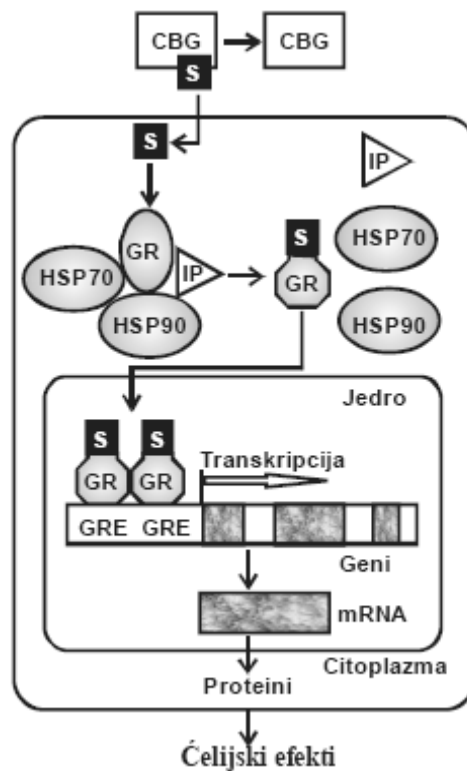 CBG CBG
S
S
IP
S
GR IP
HSP70 HSP70
GR
HSP90 HSP90
Jedro
S S
Transkripcija
GR GR
GRE GRE
Geni
mRNA
Citoplazma
Proteini
Ćelijski efekti